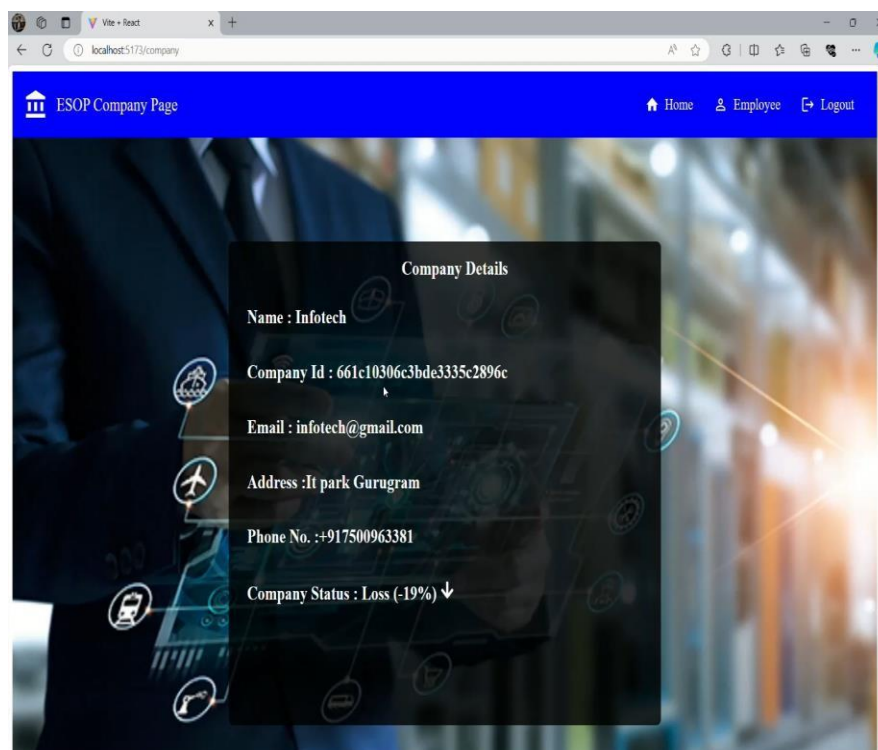 Vite + React
localhost:5173/company
ESOP Company Page
Home Employee Logout
Company Details
Name : Infotech
Company Id : 661c10306c3bde3335c2896c
Email : infotech@gmail.com
Address :It park Gurugram
Phone No. :+917500963381
Company Status : Loss (-19%)